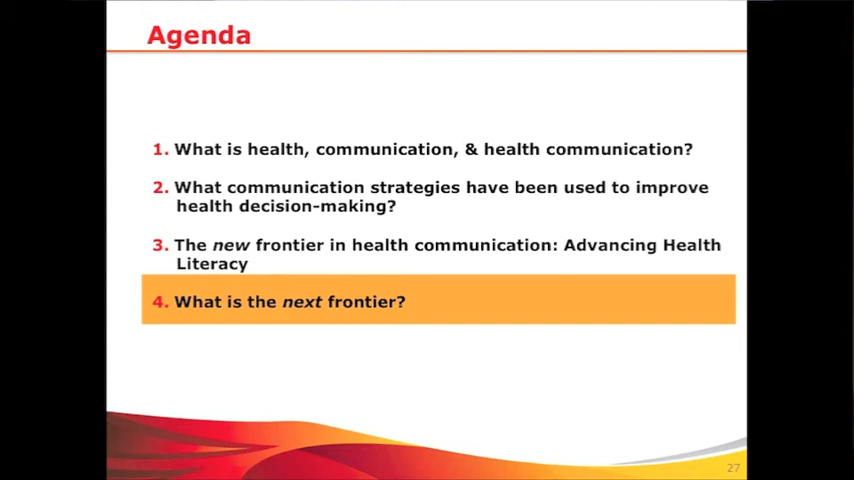 Agenda
1. What is health, communication, & health communication?
2. What communication strategies have been used to improve
health decision-making?
3. The new frontier in health communication: Advancing Health
Literacy
4. What is the next frontier?
27